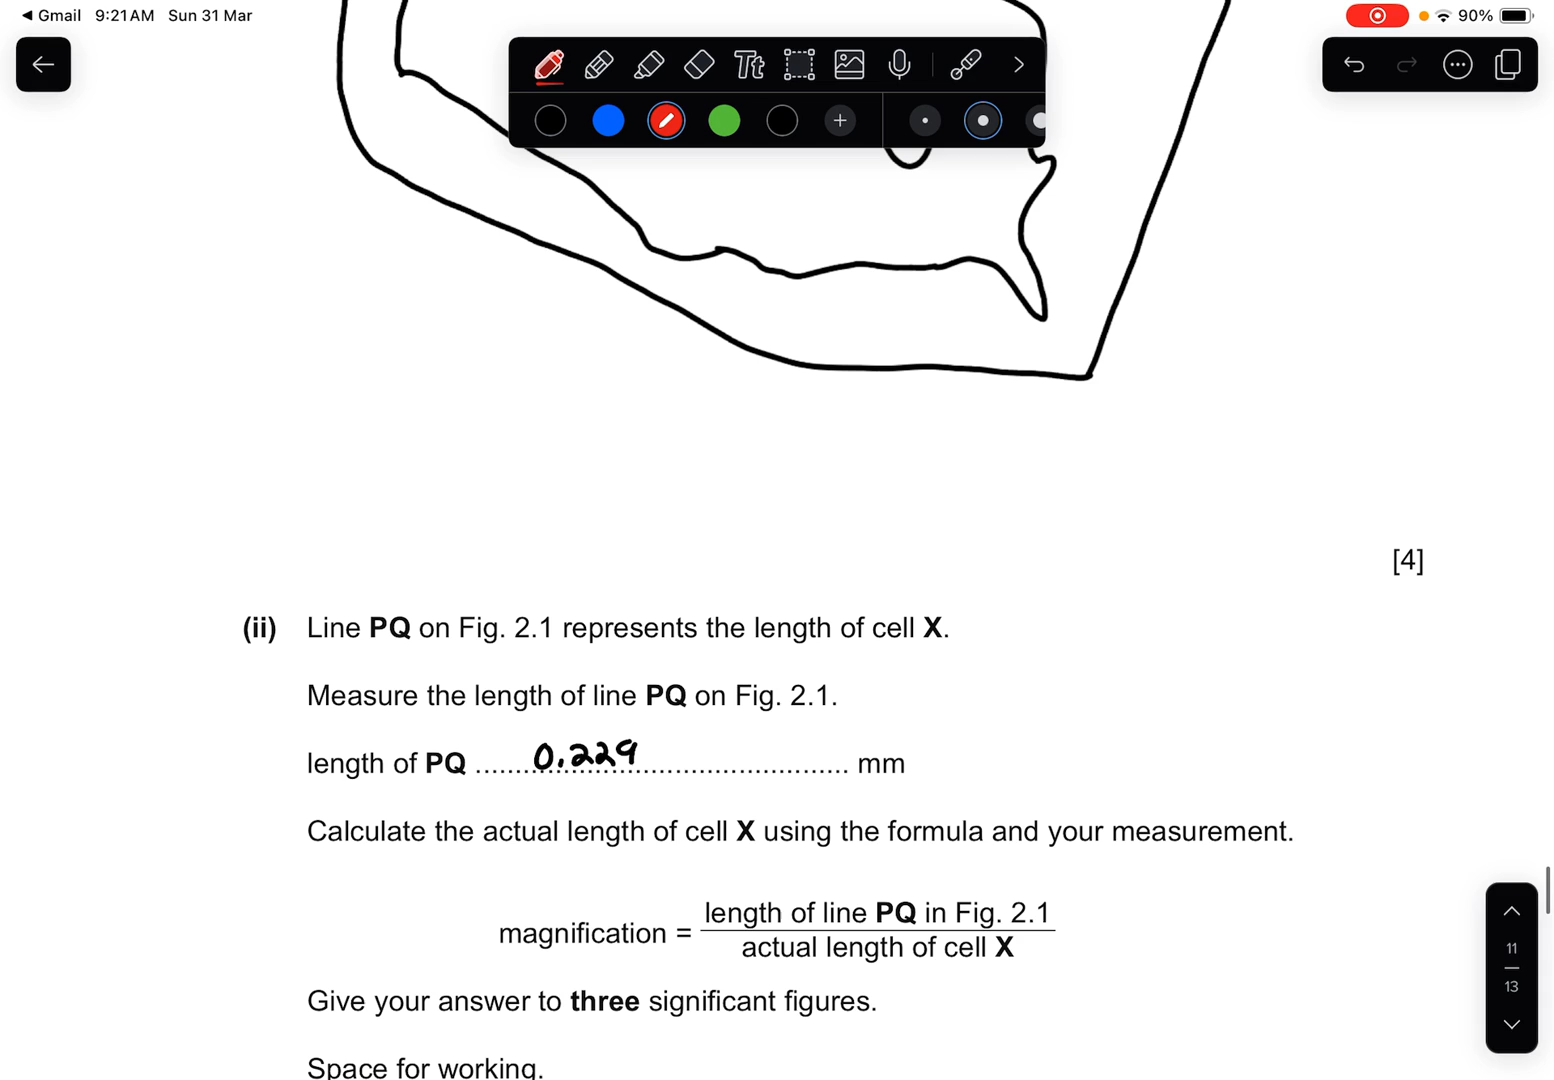 ◀ Gmail 9:21 AM Sun 31 Mar 90%
Tt
[4]
(ii) Line PQ on Fig. 2.1 represents the length of cell X.
Measure the length of line PQ on Fig. 2.1.
length of PQ ...... 0.229 ...... mm
Calculate the actual length of cell X using the formula and your measurement.
magnification = length of line PQ in Fig. 2.1
actual length of cell X
11
13
Give your answer to three significant figures.
Space for working.